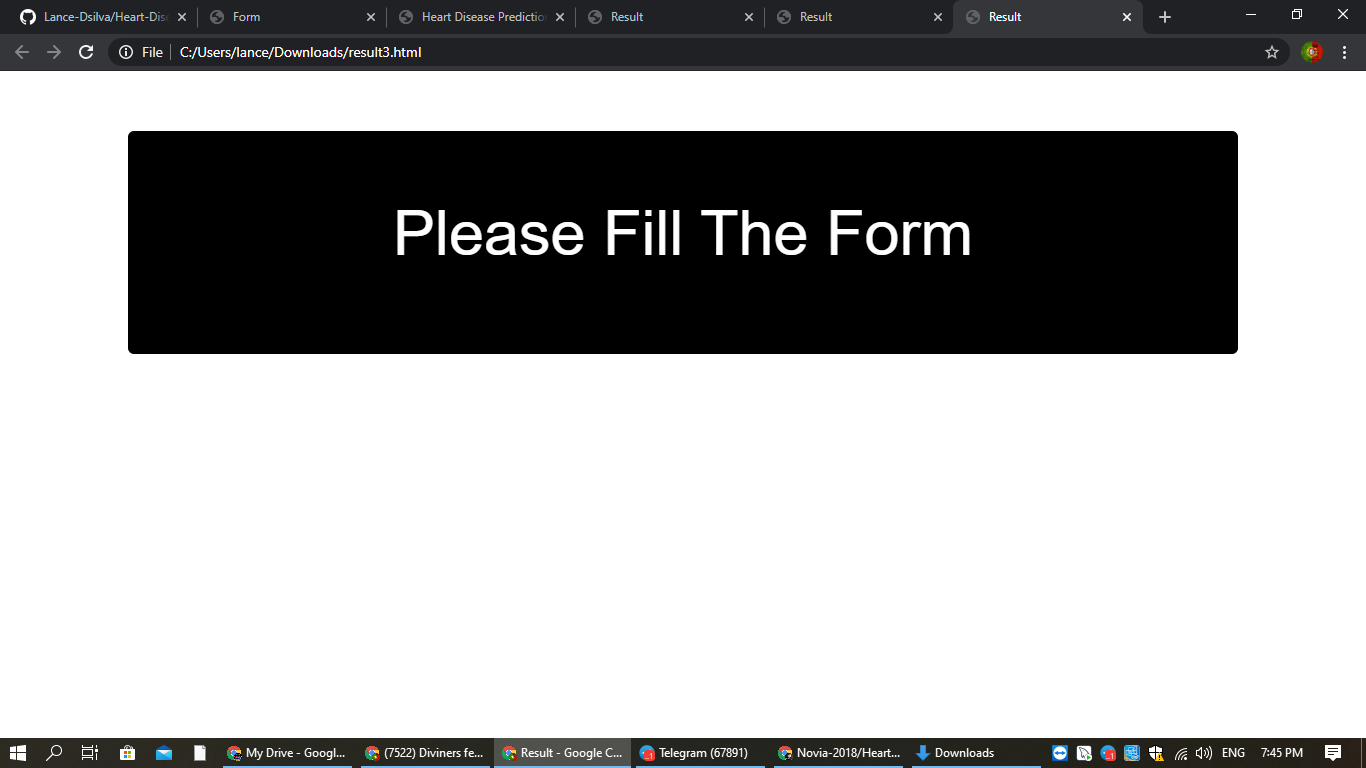 Lance-Dsilva/Heart-Dis
Form
Heart Disease Predictio
Result
Result
Result
File
C:/Users/lance/Downloads/result3.html
Please Fill The Form
My Drive - Googl...
(7522) Diviners fe...
Result - Google C...
Telegram (67891)
Novia-2018/Heart...
Downloads
ENG
7:45 PM